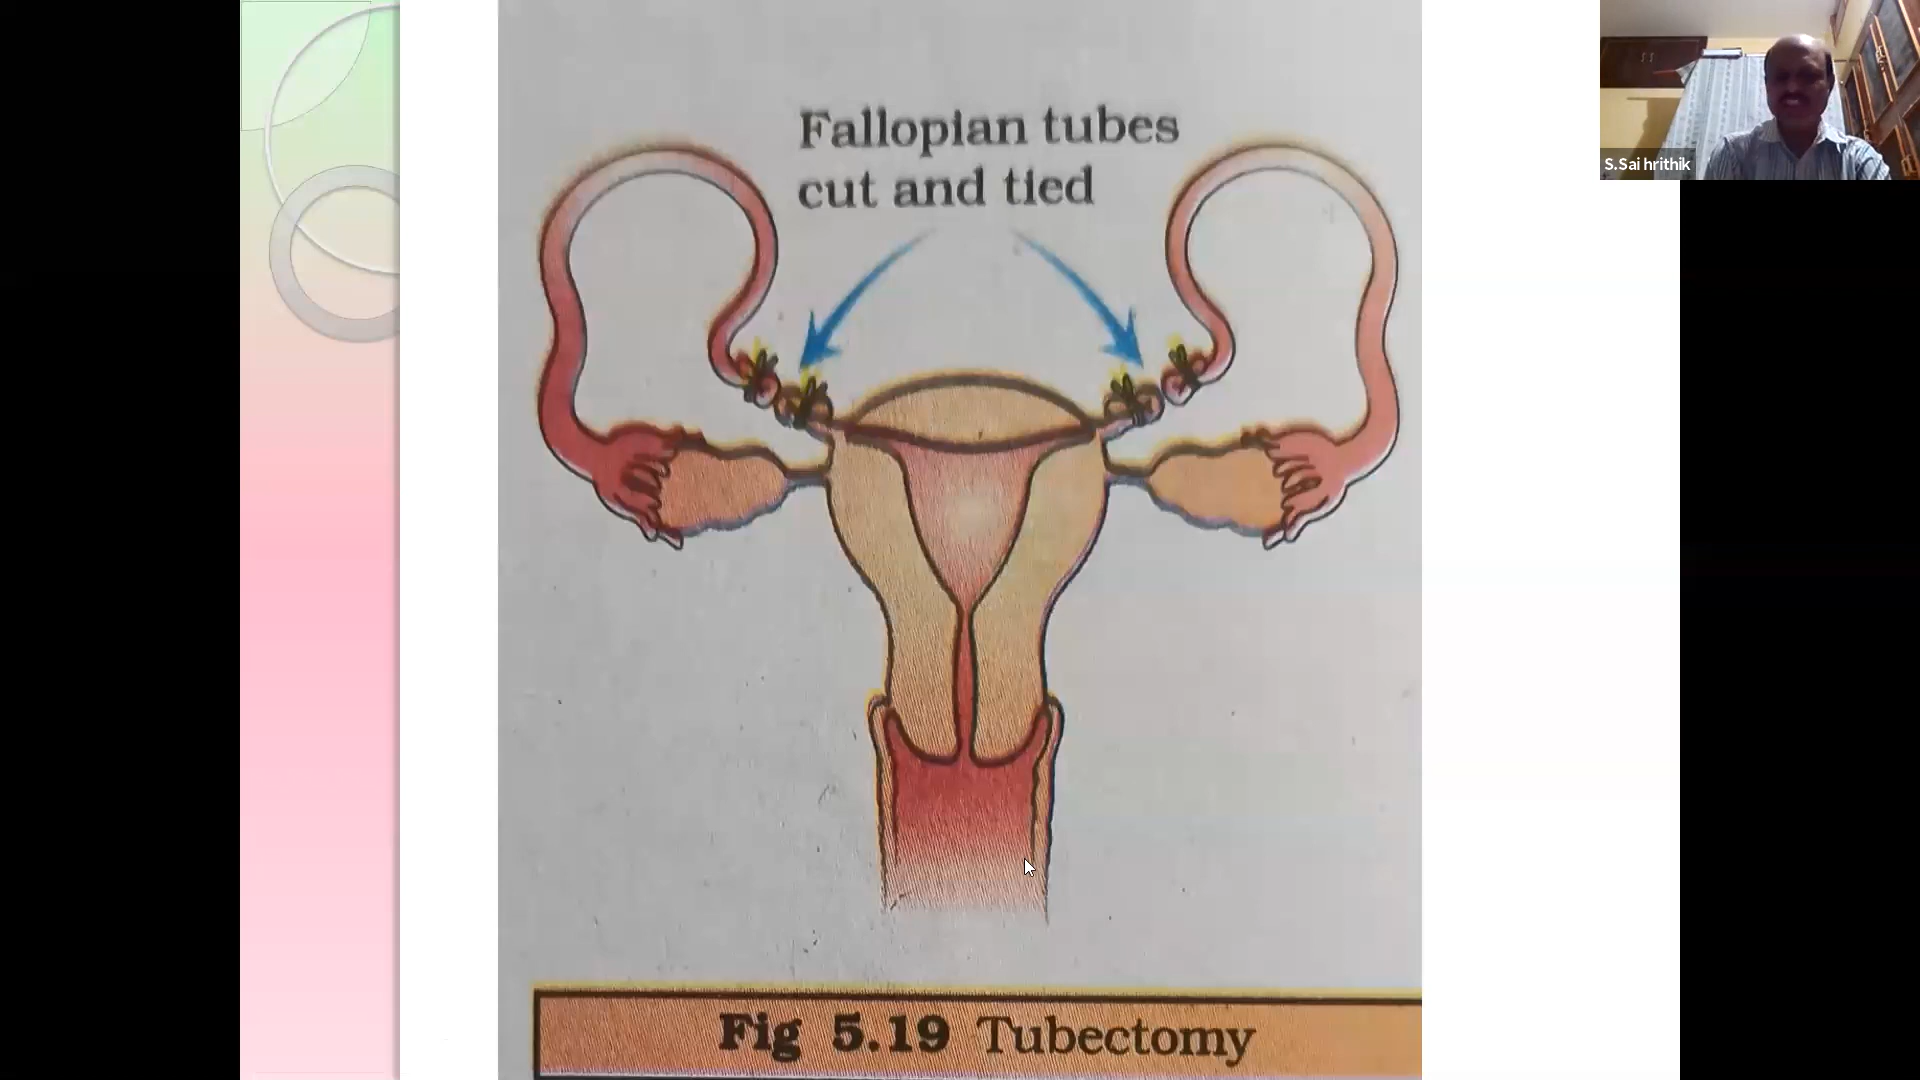 Fallopian tubes
cut and tied
S.Sai hrithik
Fig 5.19 Tubectomy